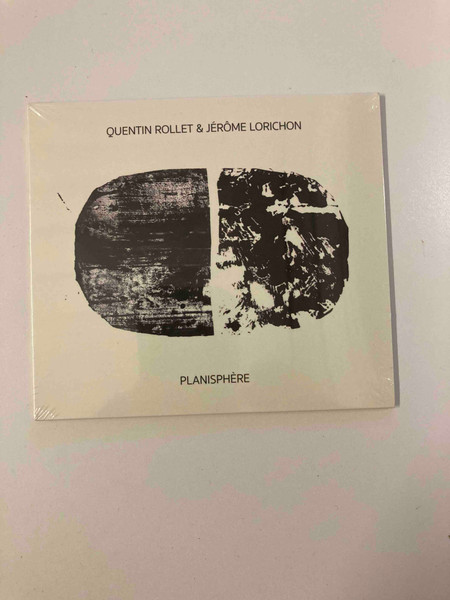 QUENTIN ROLLET & JÉRÔME LORICHON
PLANISPHÈRE